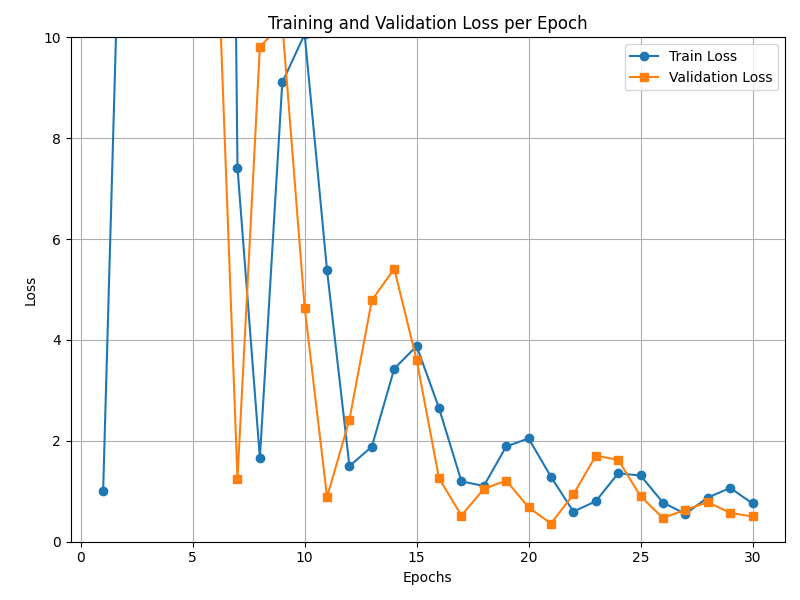 Training and Validation Loss per Epoch
Train Loss
Validation Loss
Loss
10
8
6
4
2
0
0 5 10 15 20 25 30
Epochs